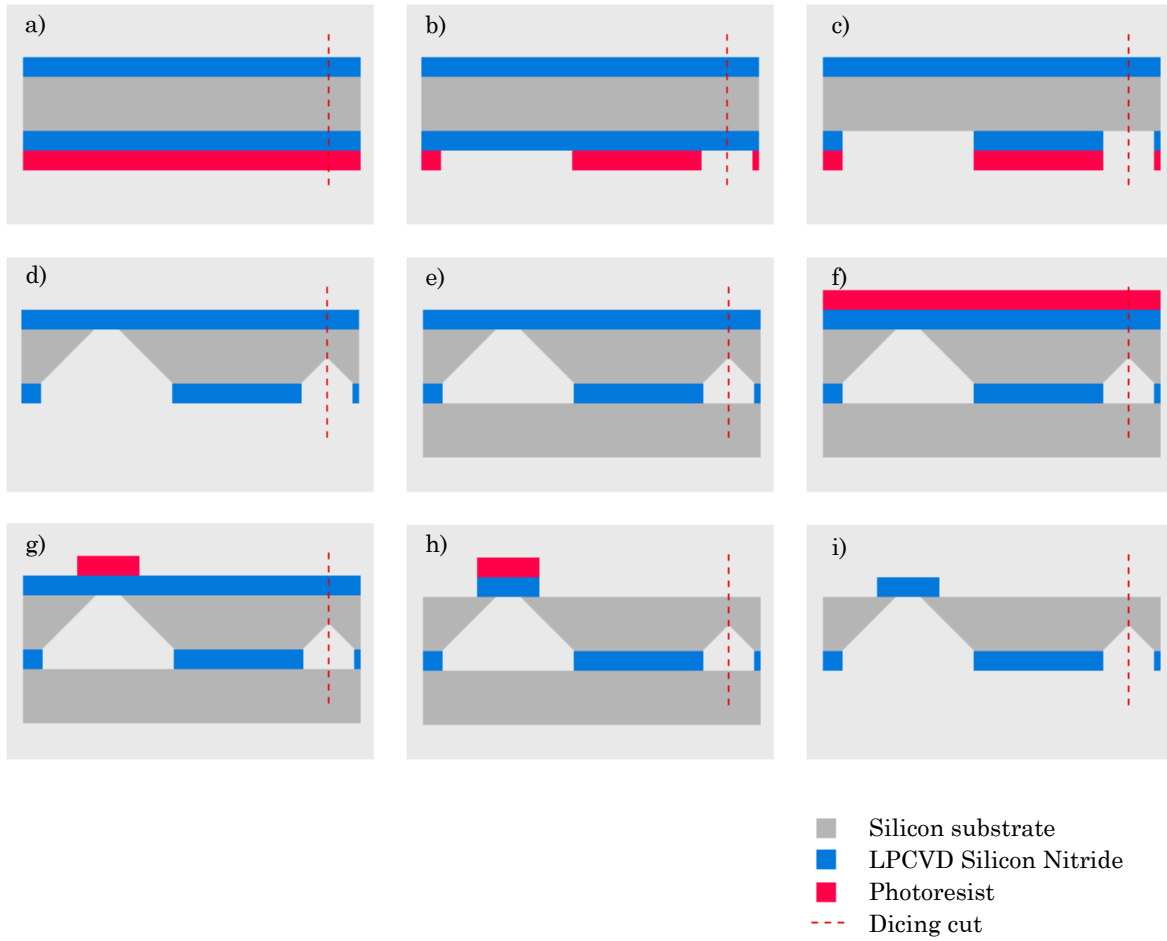 a)
b)
c)
d)
e)
f)
g)
h)
i)
Silicon substrate
LPCVD Silicon Nitride
Photoresist
Dicing cut